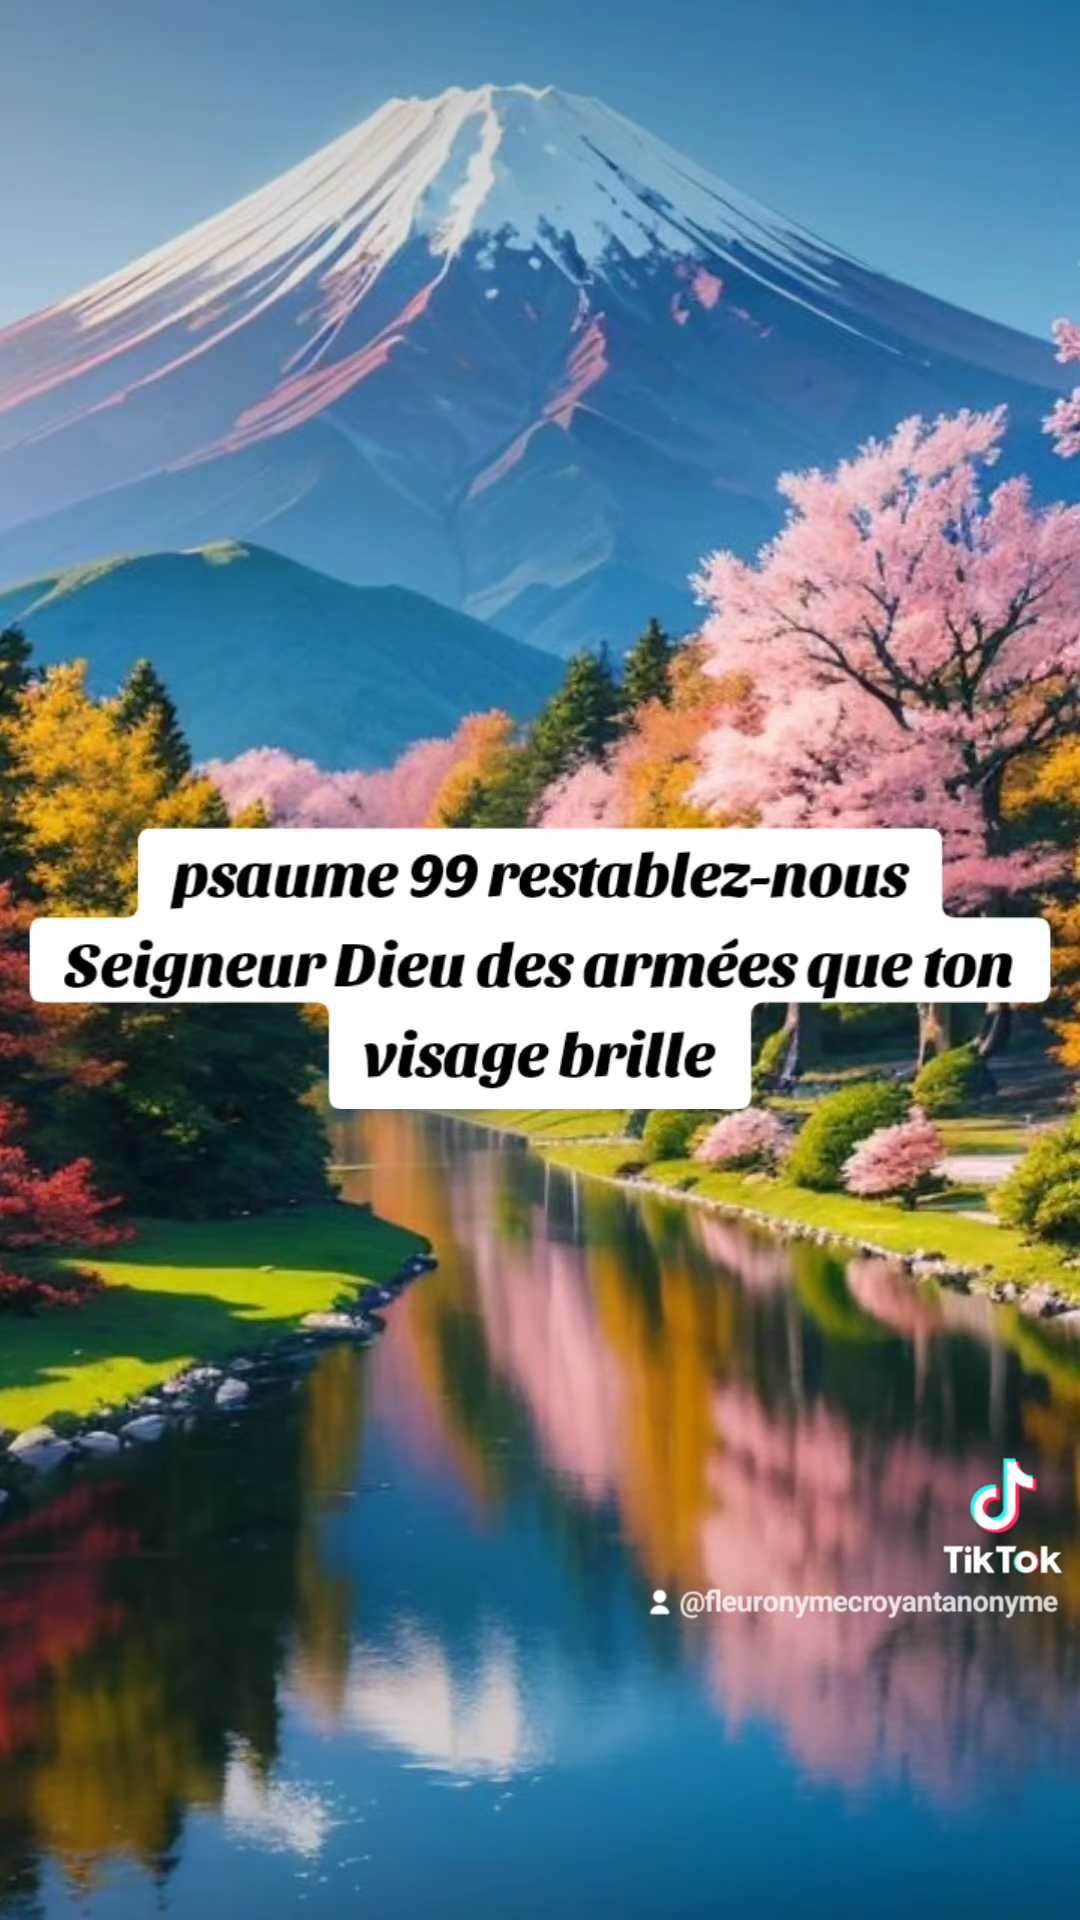 psaume 99 restablez-nous
Seigneur Dieu des armées que ton
visage brille
TikTok
@fleuronymecroyantanonyme